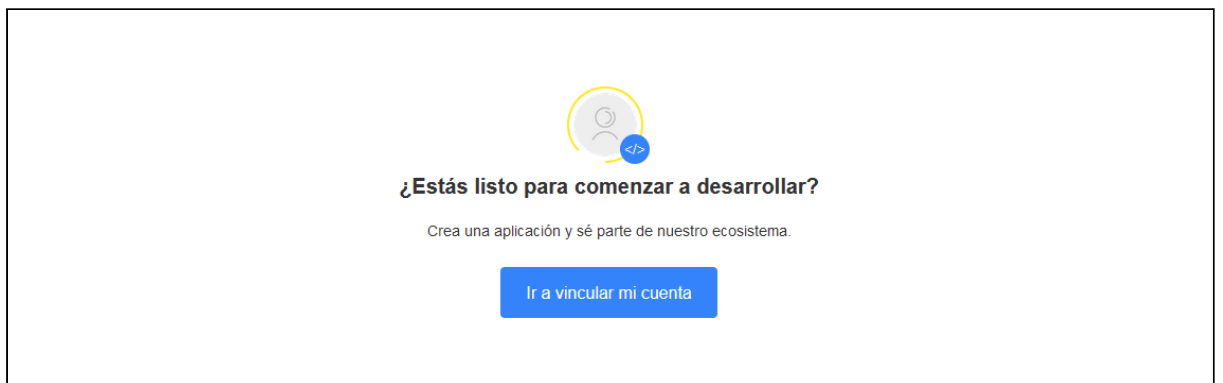 </>
¿Estás listo para comenzar a desarrollar?
Crea una aplicación y sé parte de nuestro ecosistema.
Ir a vincular mi cuenta